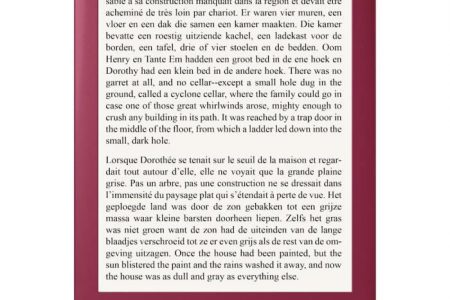 sable à sa construction manquait dans la région et devait être
acheminé de très loin par chariot. Er waren vier muren, een
vloer en een dak die samen een kamer maakten. Die kamer
bevatte een roestig uitziende kachel, een ladekast voor de
borden, een tafel, drie of vier stoelen en de bedden. Oom
Henry en Tante Em hadden een groot bed in de ene hoek en
Dorothy had een klein bed in de andere hoek. There was no
garret at all, and no cellar--except a small hole dug in the
ground, called a cyclone cellar, where the family could go in
case one of those great whirlwinds arose, mighty enough to
crush any building in its path. It was reached by a trap door in
the middle of the floor, from which a ladder led down into the
small, dark hole.
Lorsque Dorothée se tenait sur le seuil de la maison et regar-
dait tout autour d’elle, elle ne voyait que la grande plaine
grise. Pas un arbre, pas une construction ne se dressait dans
l’immensité du paysage plat qui s’étendait à perte de vue. Het
geploegde land was door de zon gebakken tot een grijze
massa waar kleine barsten doorheen liepen. Zelfs het gras
was niet groen want de zon had de uiteinden van de lange
blaadjes verschroeid tot ze er even grijs als de rest van de om-
geving uitzagen. Once the house had been painted, but the
sun blistered the paint and the rains washed it away, and now
the house was as dull and gray as everything else.